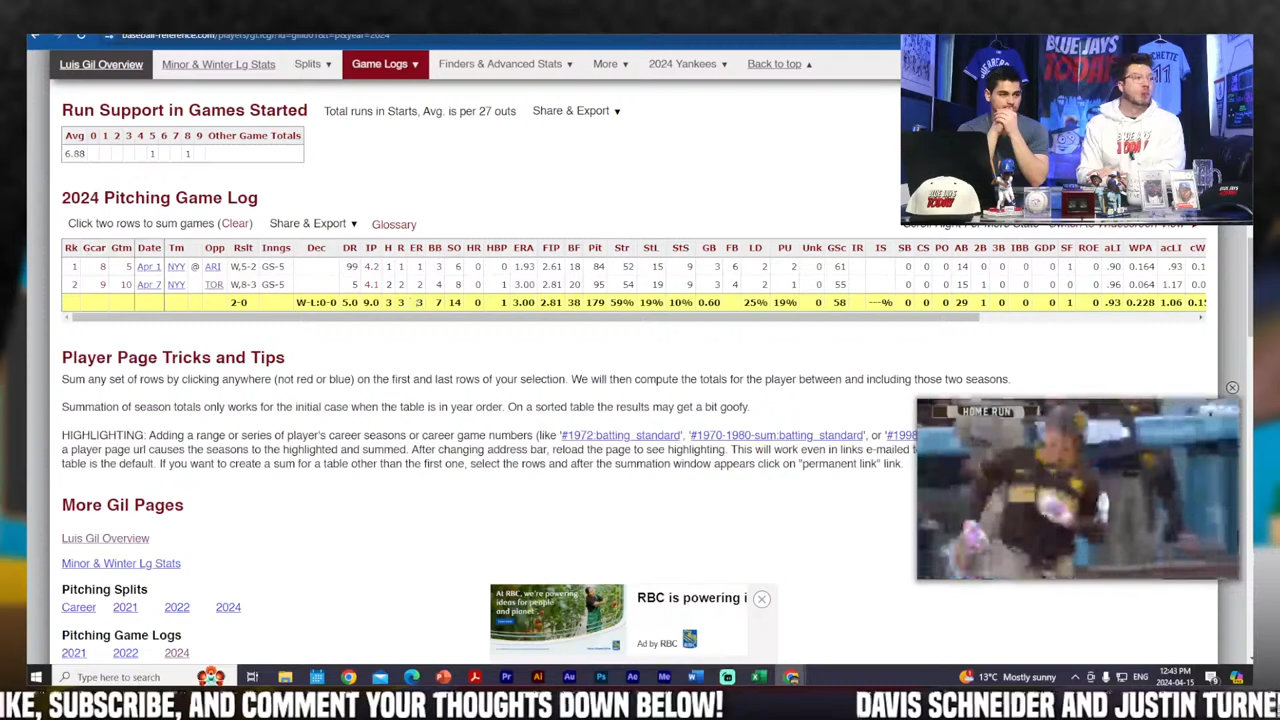 Luis Gil Overview Minor & Winter Lg Stats Splits ▼ Game Logs ▼ Finders & Advanced Stats ▼ More ▼ 2024 Yankees ▼ Back to top ▲
BLUE JAYS
TODAY
11
Run Support in Games Started Total runs in Starts, Avg. is per 27 outs Share & Export ▼
Avg 0 1 2 3 4 5 6 7 8 9 Other Game Totals
6.88 1 1
2024 Pitching Game Log
Click two rows to sum games (Clear) Share & Export ▼ Glossary
Rk Gcar Gtm Date Tm Opp Rslt Inngs Dec DR IP H R ER BB SO HR HBP ERA FIP BF Pit Str StL StS GB FB LD PU Unk GSc IR IS SB CS PO AB 2B 3B IBB GDP SF ROE aLI WPA acLI cW
1 8 5 Apr 1 NYY @ ARI W,5-2 GS-5 99 4.2 1 1 1 3 6 0 0 1.93 2.61 18 84 52 15 9 3 6 2 2 0 61 0 0 0 14 0 0 0 0 1 0 .90 0.164 .93 0.1
2 9 10 Apr 7 NYY TOR W,8-3 GS-5 5 4.1 2 2 2 4 8 0 1 3.00 2.81 20 95 54 19 9 3 4 2 1 0 55 0 0 0 15 1 0 0 0 0 0 .96 0.064 1.17 0.0
2-0 W-L:0-0 5.0 9.0 3 3 3 7 14 0 1 3.00 2.81 38 179 59% 19% 10% 0.60 25% 19% 0 58 ---% 0 0 0 29 1 0 0 0 1 0 .93 0.228 1.06 0.15
Player Page Tricks and Tips
Sum any set of rows by clicking anywhere (not red or blue) on the first and last rows of your selection. We will then compute the totals for the player between and including those two seasons.
Summation of season totals only works for the initial case when the table is in year order. On a sorted table the results may get a bit goofy.
HIGHLIGHTING: Adding a range or series of player's career seasons or career game numbers (like '#1972:batting_standard', '#1970-1980-sum:batting_standard', or '#1998
a player page url causes the seasons to the highlighted and summed. After changing address bar, reload the page to see highlighting. This will work even in links e-mailed t
table is the default. If you want to create a sum for a table other than the first one, select the rows and after the summation window appears click on "permanent link" link.
HOME RUN
More Gil Pages
Luis Gil Overview
Minor & Winter Lg Stats
Pitching Splits
Career 2021 2022 2024
Pitching Game Logs
2021 2022 2024
At RBC, we're powering
ideas for people
and planet
RBC is powering i
Ad by RBC
Type here to search
13°C Mostly sunny
ENG
12:43 PM
2024-04-15
IKE, SUBSCRIBE, AND COMMENT YOUR THOUGHTS DOWN BELOW! DAVIS SCHNEIDER AND JUSTIN TURNE